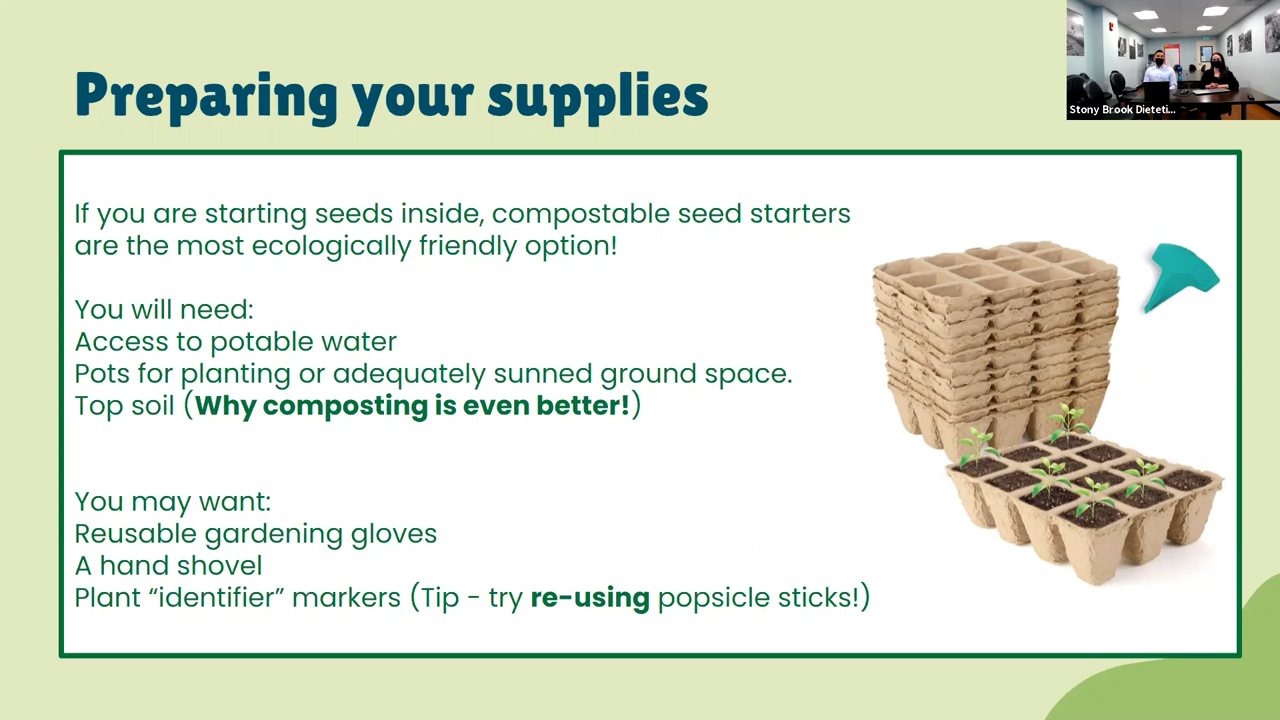 Preparing your supplies
Stony Brook Dieteti...
If you are starting seeds inside, compostable seed starters
are the most ecologically friendly option!
You will need:
Access to potable water
Pots for planting or adequately sunned ground space.
Top soil (Why composting is even better!)
You may want:
Reusable gardening gloves
A hand shovel
Plant “identifier” markers (Tip - try re-using popsicle sticks!)